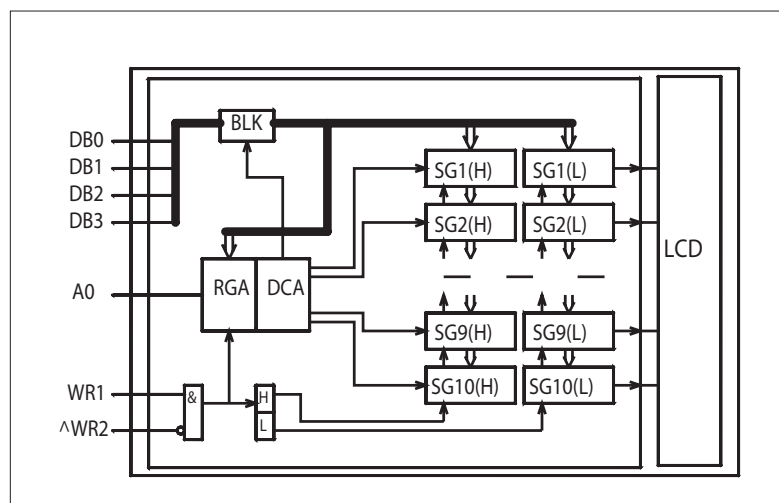 BLK
DB0
DB1
DB2
DB3
SG1(H) SG1(L)
SG2(H) SG2(L)
LCD
A0
RGA DCA
SG9(H) SG9(L)
SG10(H) SG10(L)
WR1
&
H
^WR2
L